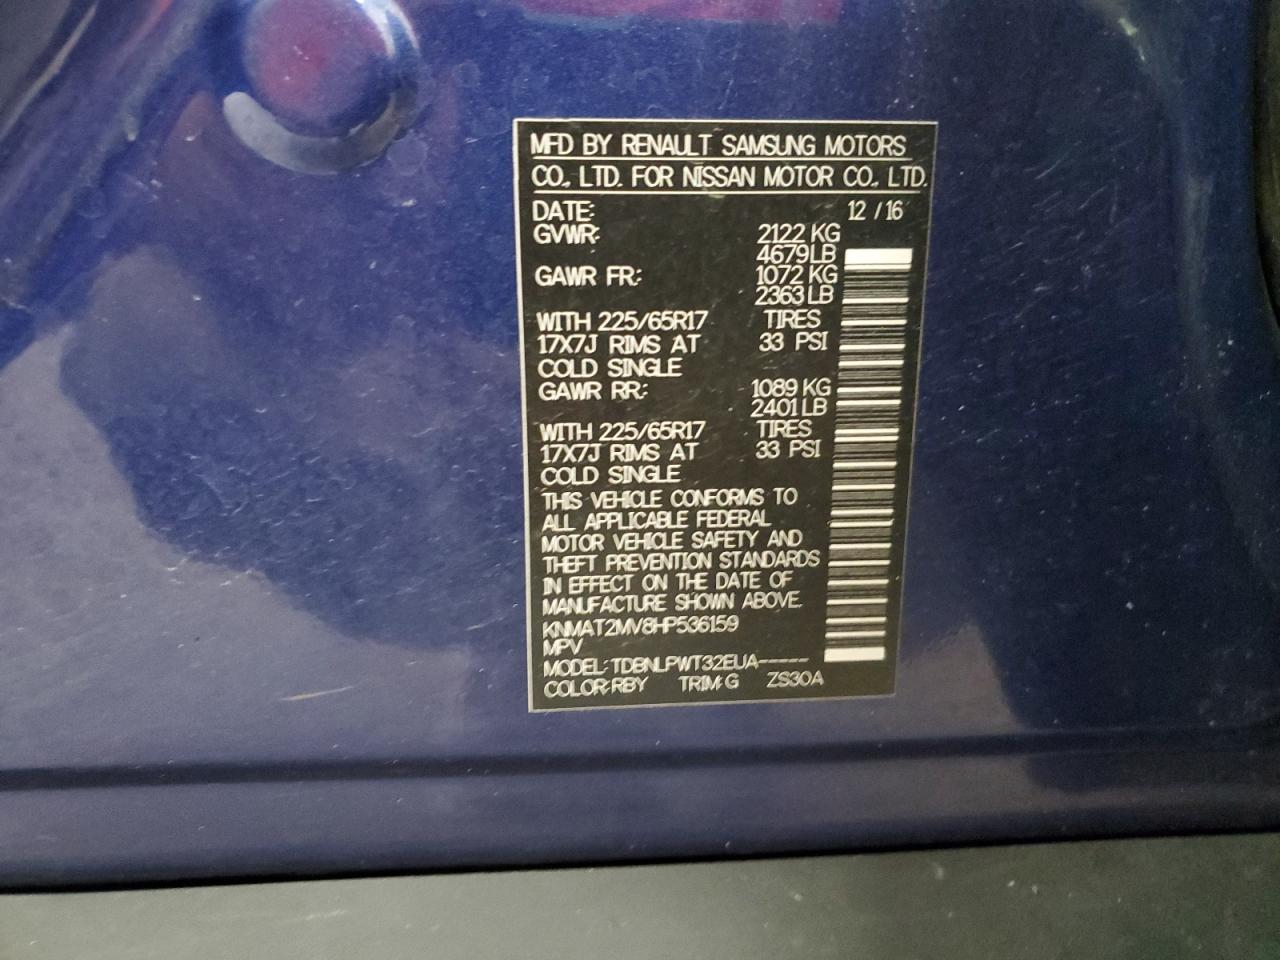 MFD BY RENAULT SAMSUNG MOTORS
CO., LTD. FOR NISSAN MOTOR CO., LTD.
DATE: 12 / 16
GVWR: 2122 KG
4679 LB
GAWR FR: 1072 KG
2363 LB
WITH 225/65R17 TIRES
17X7J RIMS AT 33 PSI
COLD SINGLE
GAWR RR: 1089 KG
2401 LB
WITH 225/65R17 TIRES
17X7J RIMS AT 33 PSI
COLD SINGLE
THIS VEHICLE CONFORMS TO
ALL APPLICABLE FEDERAL
MOTOR VEHICLE SAFETY AND
THEFT PREVENTION STANDARDS
IN EFFECT ON THE DATE OF
MANUFACTURE SHOWN ABOVE.
KNMAT2MV8HP536159
MPV
MODEL: TDBNLPWT32EUA-----
COLOR:RBY TRIM:G ZS30A